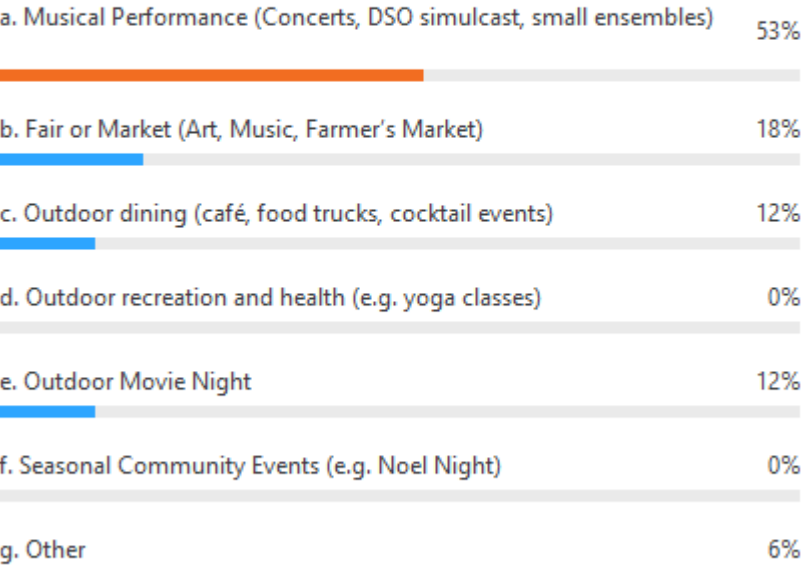 a. Musical Performance (Concerts, DSO simulcast, small ensembles) 53%
b. Fair or Market (Art, Music, Farmer's Market) 18%
c. Outdoor dining (café, food trucks, cocktail events) 12%
d. Outdoor recreation and health (e.g. yoga classes) 0%
e. Outdoor Movie Night 12%
f. Seasonal Community Events (e.g. Noel Night) 0%
g. Other 6%